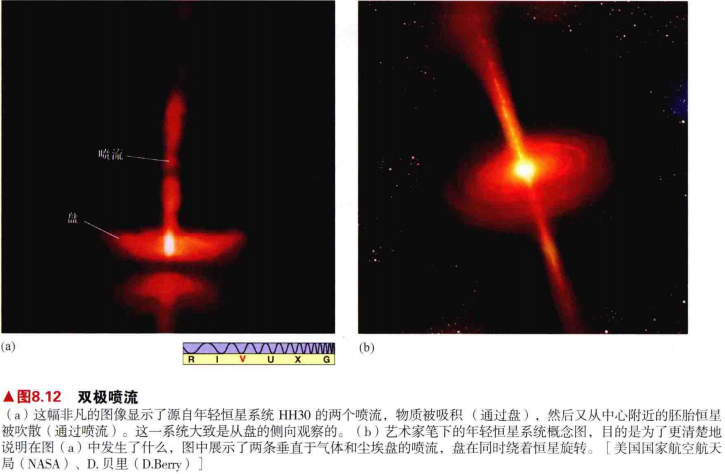 喷流
盘
(a)
R I V U X G
(b)
▲图8.12 双极喷流
(a)这幅非凡的图像显示了源自年轻恒星系统 HH30 的两个喷流，物质被吸积（通过盘），然后又从中心附近的胚胎恒星
被吹散(通过喷流)。这一系统大致是从盘的侧向观察的。(b)艺术家笔下的年轻恒星系统概念图，目的是为了更清楚地
说明在图(a)中发生了什么，图中展示了两条垂直于气体和尘埃盘的喷流，盘在同时绕着恒星旋转。[美国国家航空航天
局(NASA)、D.贝里(D.Berry)]